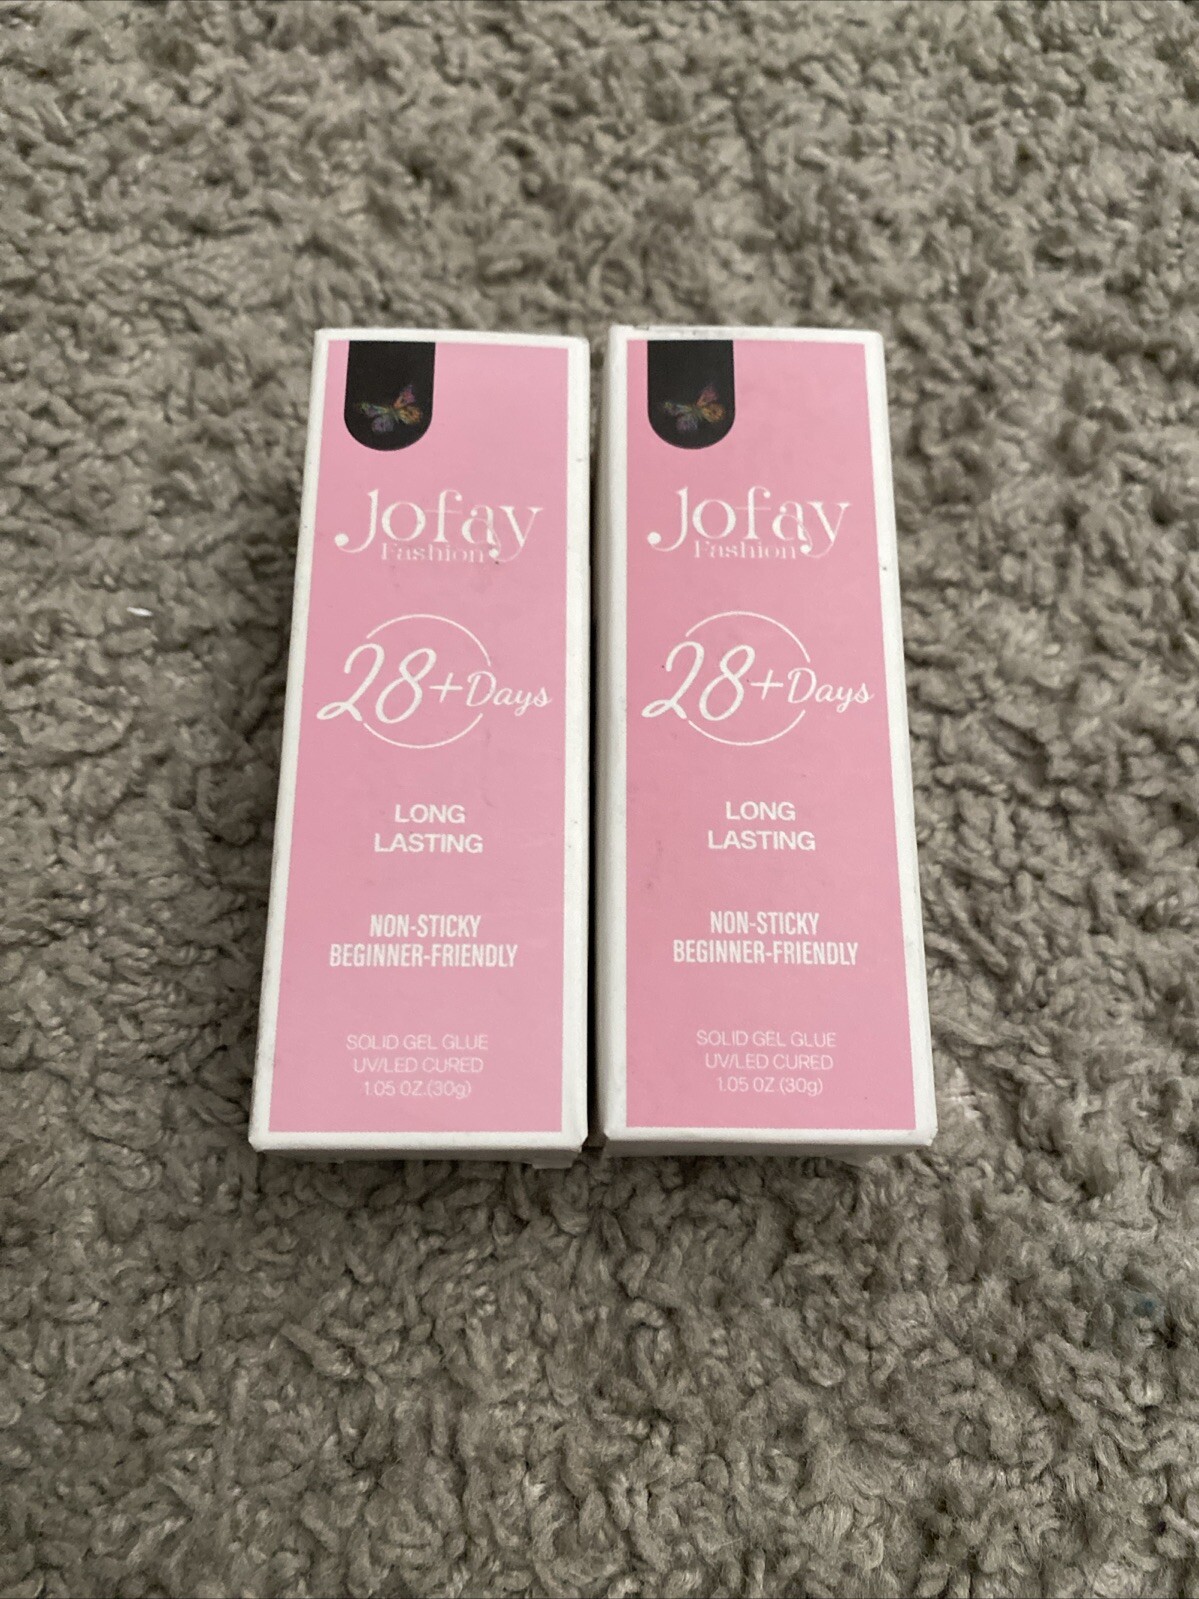 Jofay
Fashion
28+Days
LONG
LASTING
NON-STICKY
BEGINNER-FRIENDLY
SOLID GEL GLUE
UV/LED CURED
1.05 OZ.(30g)
Jofay
Fashion
28+Days
LONG
LASTING
NON-STICKY
BEGINNER-FRIENDLY
SOLID GEL GLUE
UV/LED CURED
1.05 OZ.(30g)